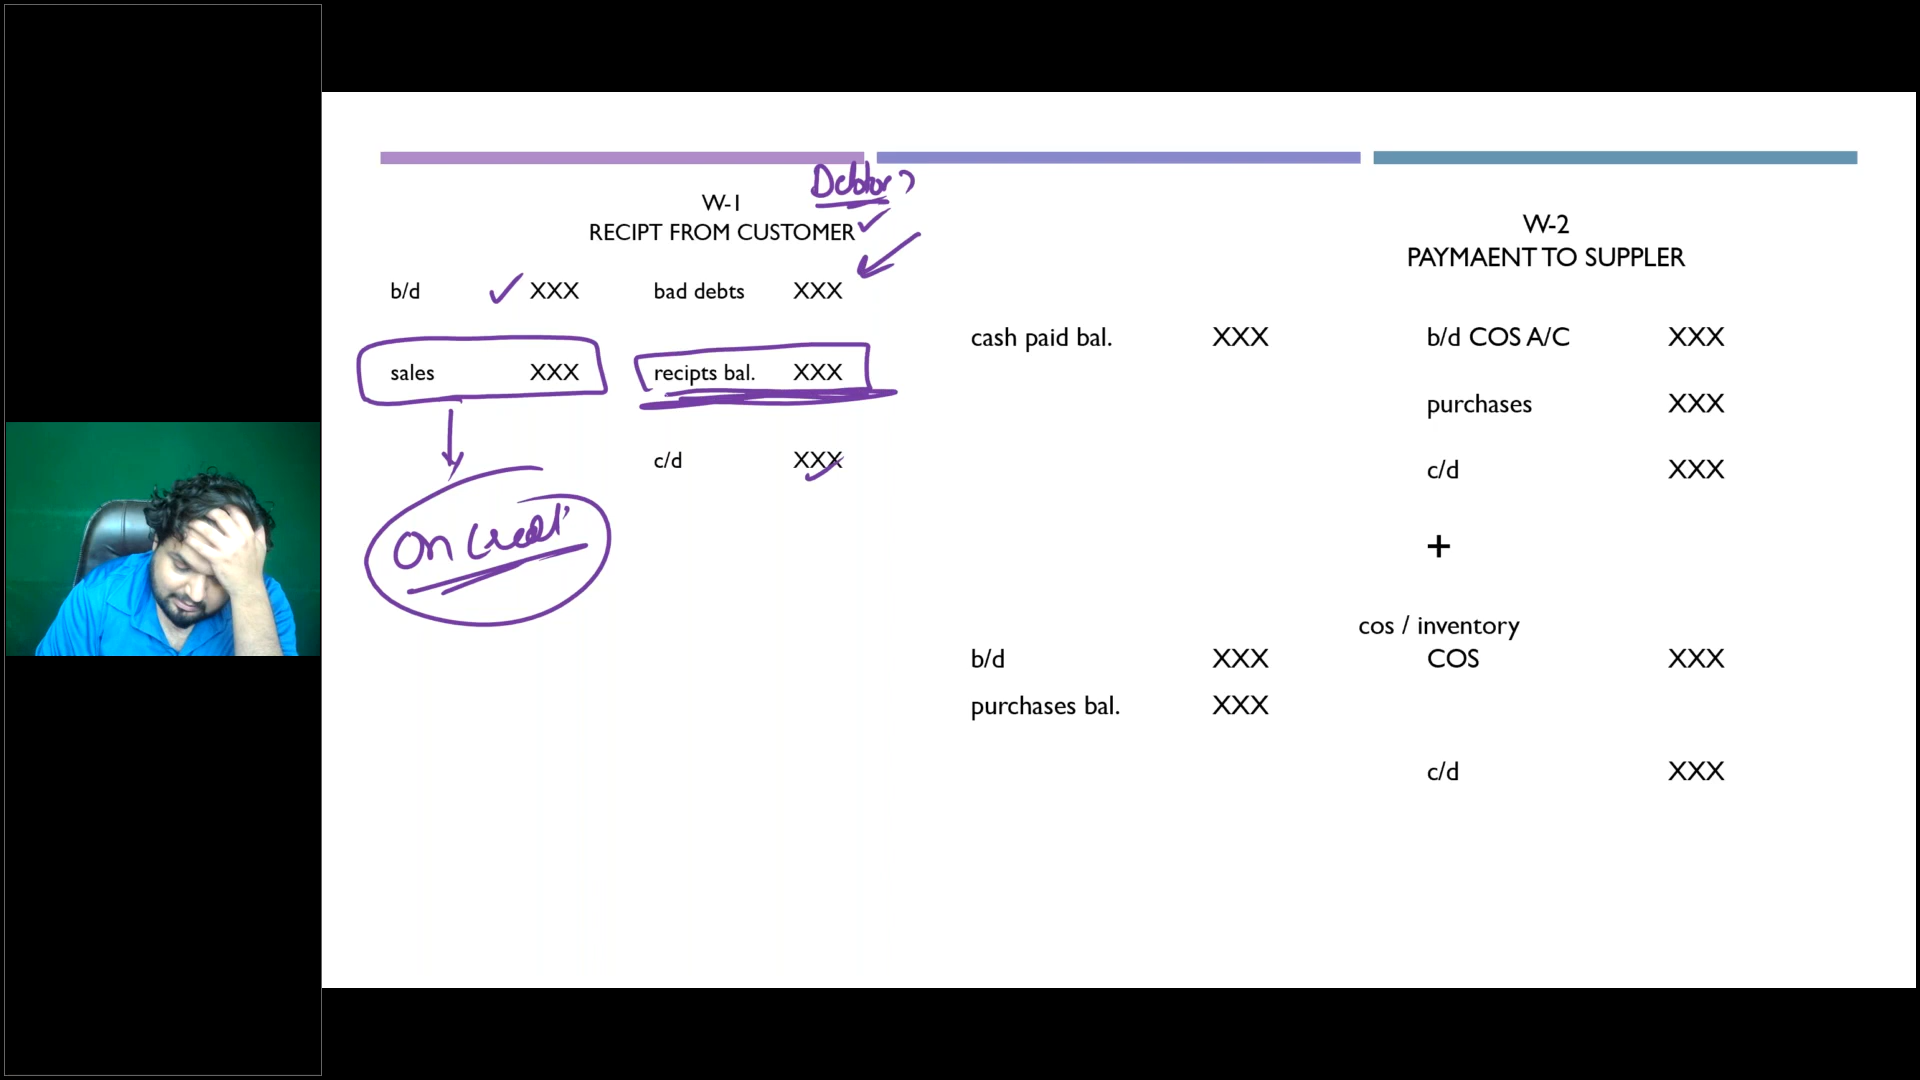 Debtor
W-1
RECIPT FROM CUSTOMER
b/d XXX bad debts XXX
sales XXX recipts bal. XXX
c/d XXX
On Credit
W-2
PAYMAENT TO SUPPLER
cash paid bal. XXX b/d COS A/C XXX
purchases XXX
c/d XXX
+
cos / inventory
b/d XXX COS XXX
purchases bal. XXX
c/d XXX